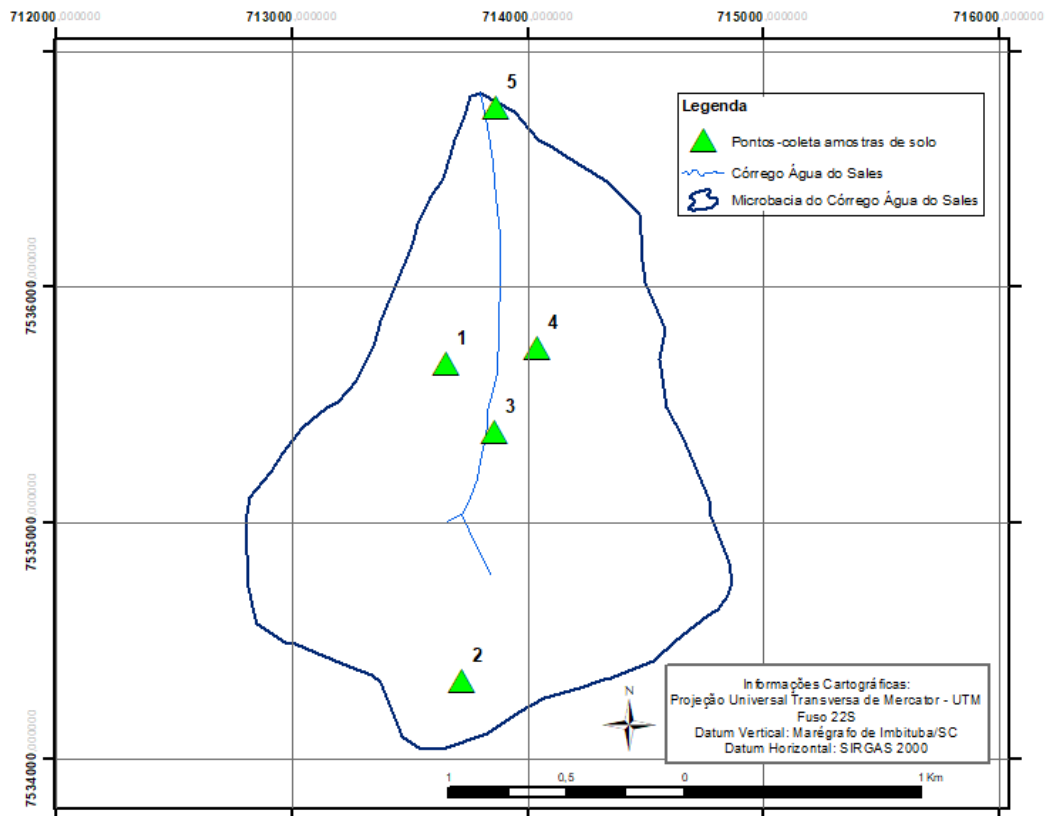 712000,000000 713000,000000 714000,000000 715000,000000 716000,000000
5
Legenda
Pontos-coleta amostras de solo
Córrego Água do Sales
Microbacia do Córrego Água do Sales
7536000,000000
1
4
3
7535000,000000
2
Informações Cartográficas:
Projeção Universal Transversa de Mercator - UTM
Fuso 22S
Datum Vertical: Marégrafo de Imbituba/SC
Datum Horizontal: SIRGAS 2000
N
7534000,000000
1 0,5 0 1 Km